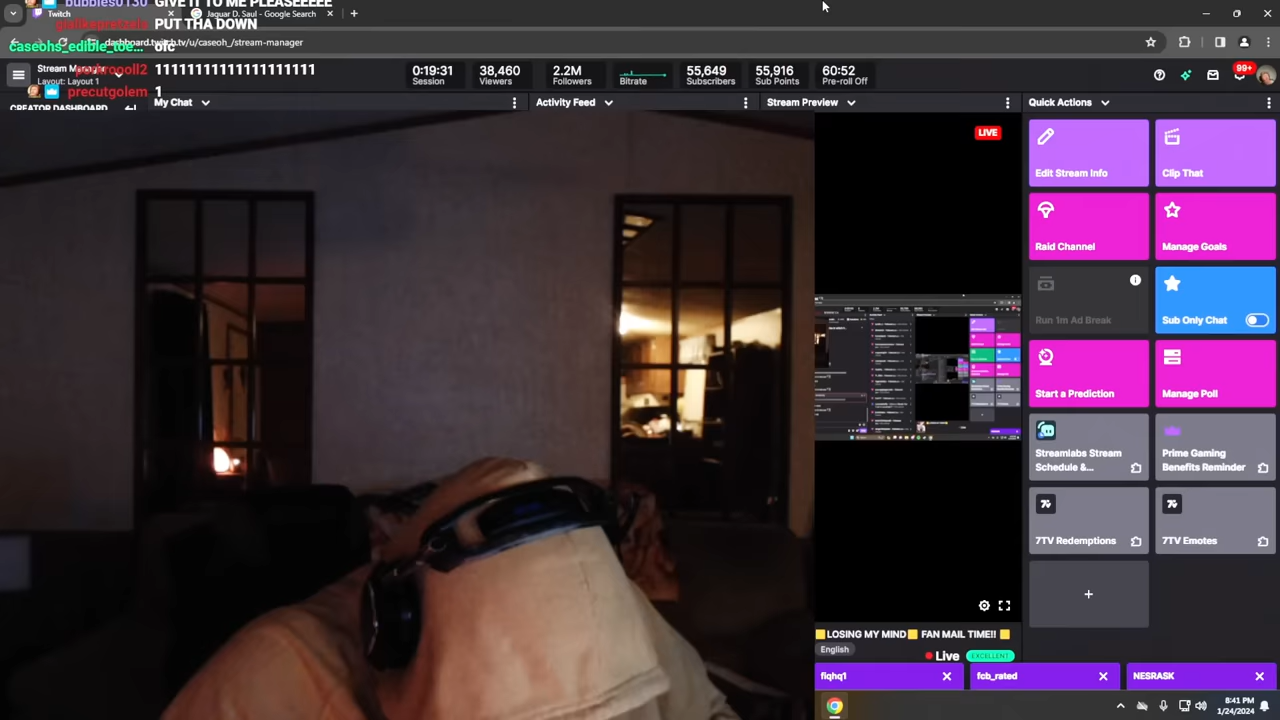 bubbles0130 GIVE IT TO ME PLEASEEEEE
PUT THA DOWN
caseohs_edible_toe... ofc
porkroooll2 11111111111111111111
precutgolem 1
Twitch
Jaguar D. Saul - Google Search
dashboard.twitch.tv/u/caseoh_/stream-manager
Layout: Layout 1
0:19:31 38,490 2.2M 55,649 55,916 60:52
Session Viewers Followers Bitrate Subscribers Sub Points Pre-roll Off
99+
CREATOR DASHBOARD
My Chat
Activity Feed
Stream Preview
Quick Actions
LIVE
Edit Stream Info
Clip That
Raid Channel
Manage Goals
Run 1m Ad Break
Sub Only Chat
Start a Prediction
Manage Poll
Streamlabs Stream
Schedule &...
Prime Gaming
Benefits Reminder
7TV Redemptions
7TV Emotes
LOSING MY MIND FAN MAIL TIME!!
English
Live EXCELLENT
fiqhq1
fcb_rated
NESRASK
8:41 PM
1/24/2024